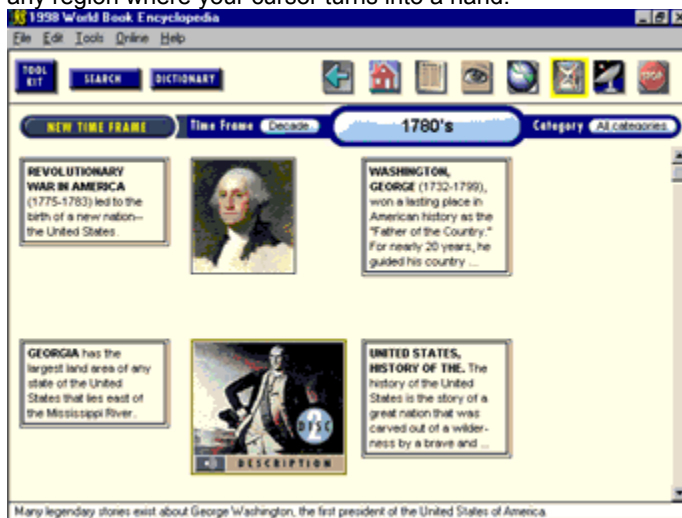 any region where your cursor turns into a hand.
1998 World Book Encyclopedia
File Edit Tools Online Help
TOOL
KIT
SEARCH
DICTIONARY
STOP
NEW TIME FRAME
Time Frame
Decade
1780's
Category
All categories
REVOLUTIONARY
WAR IN AMERICA
(1775-1783) led to the
birth of a new nation--
the United States.
WASHINGTON,
GEORGE (1732-1799),
won a lasting place in
American history as the
"Father of the Country."
For nearly 20 years, he
guided his country ...
GEORGIA has the
largest land area of any
state of the United
States that lies east of
the Mississippi River.
2
DISC
DESCRIPTION
UNITED STATES,
HISTORY OF THE. The
history of the United
States is the story of a
great nation that was
carved out of a wilder-
ness by a brave and ...
Many legendary stories exist about George Washington, the first president of the United States of America.